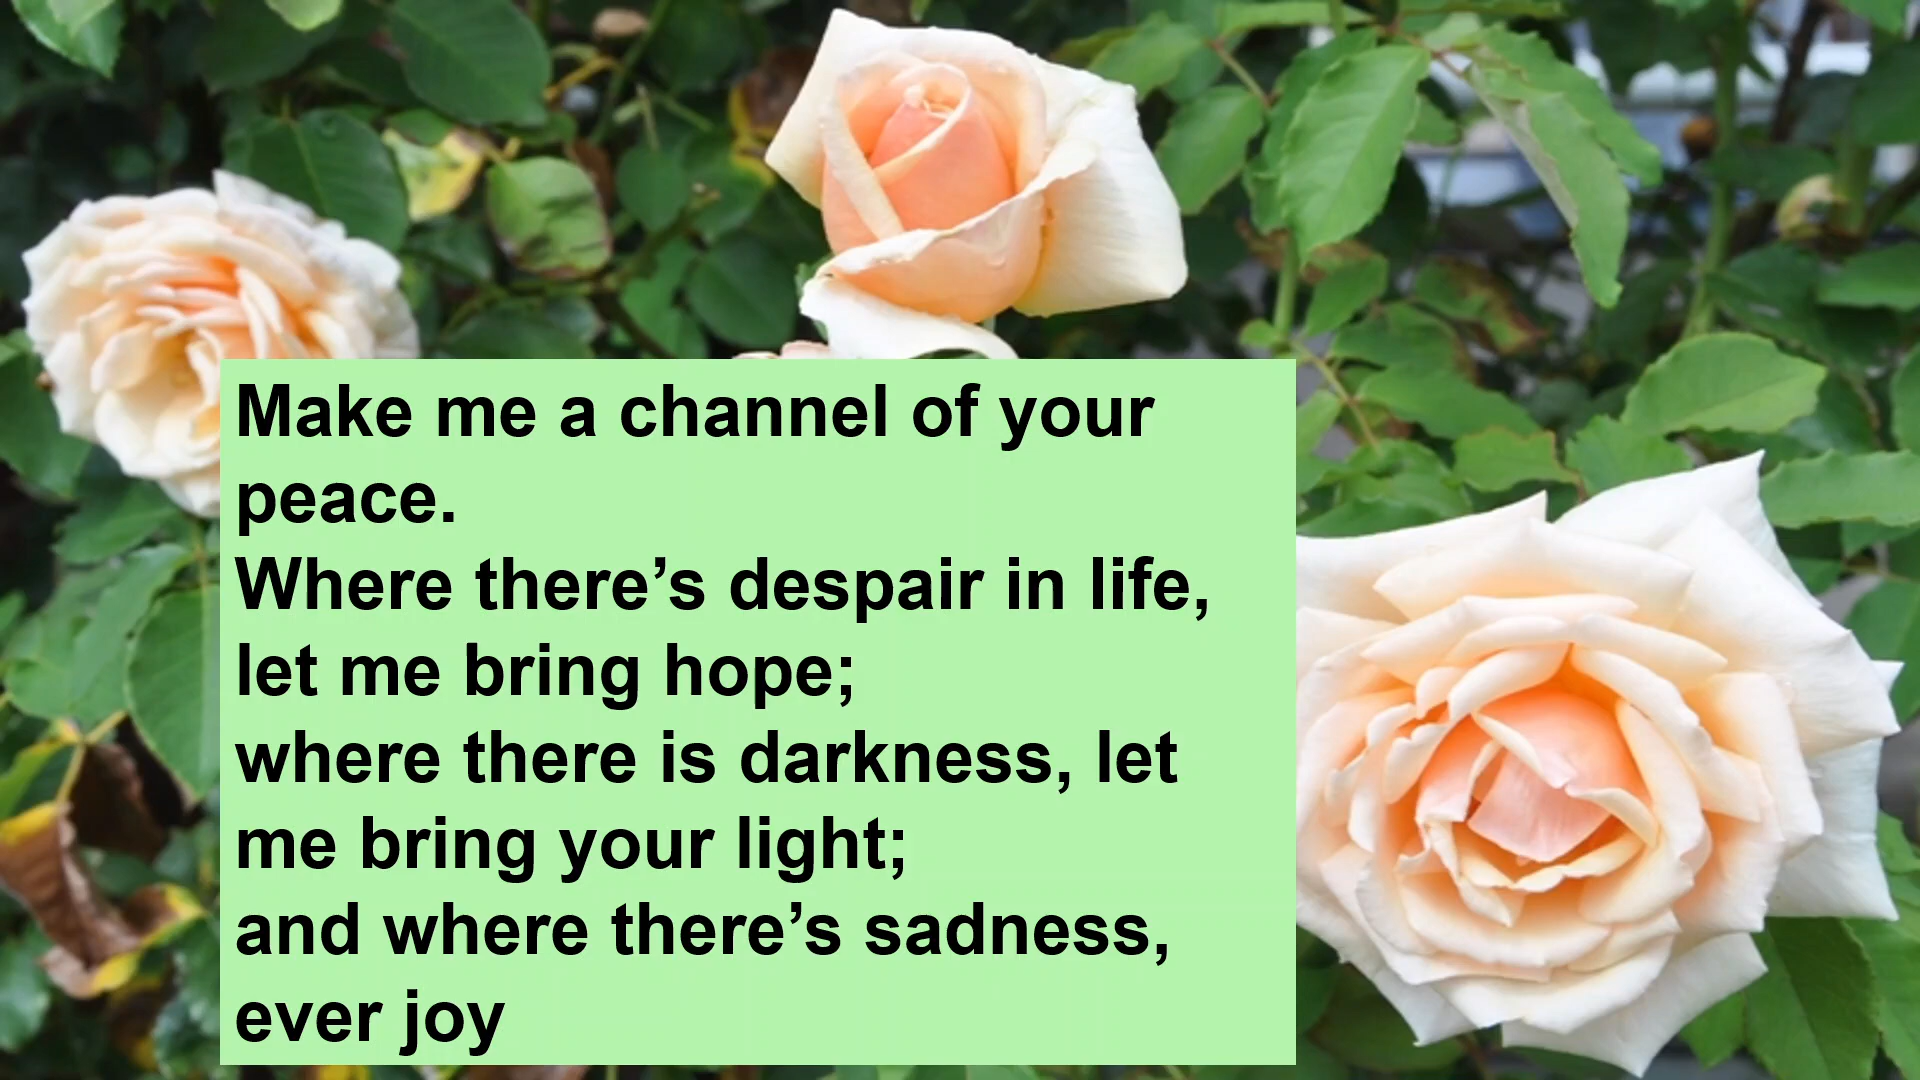 Make me a channel of your
peace.
Where there’s despair in life,
let me bring hope;
where there is darkness, let
me bring your light;
and where there’s sadness,
ever joy